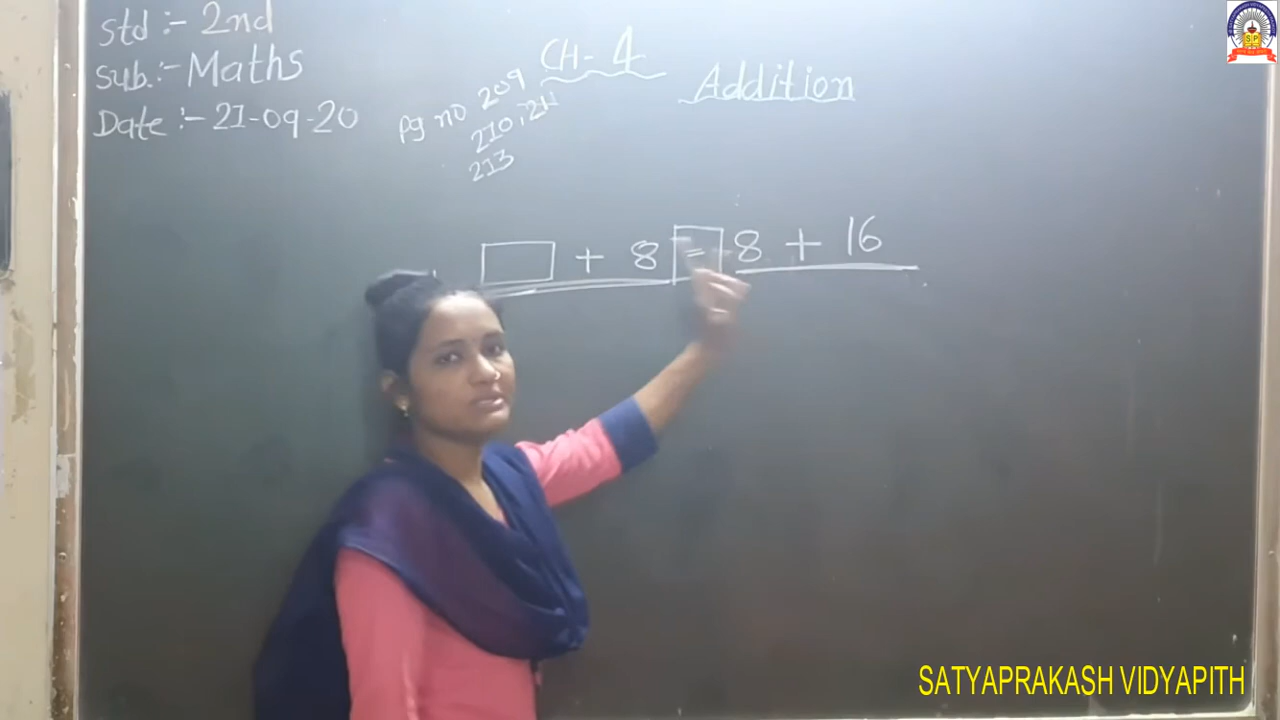 Std :- 2nd
Sub. :- Maths
Date :- 21-09-20
CH- 4
Addition
pg no 209
210, 211
213
+ 8 = 8 + 16
SP
SATYAPRAKASH VIDYAPITH